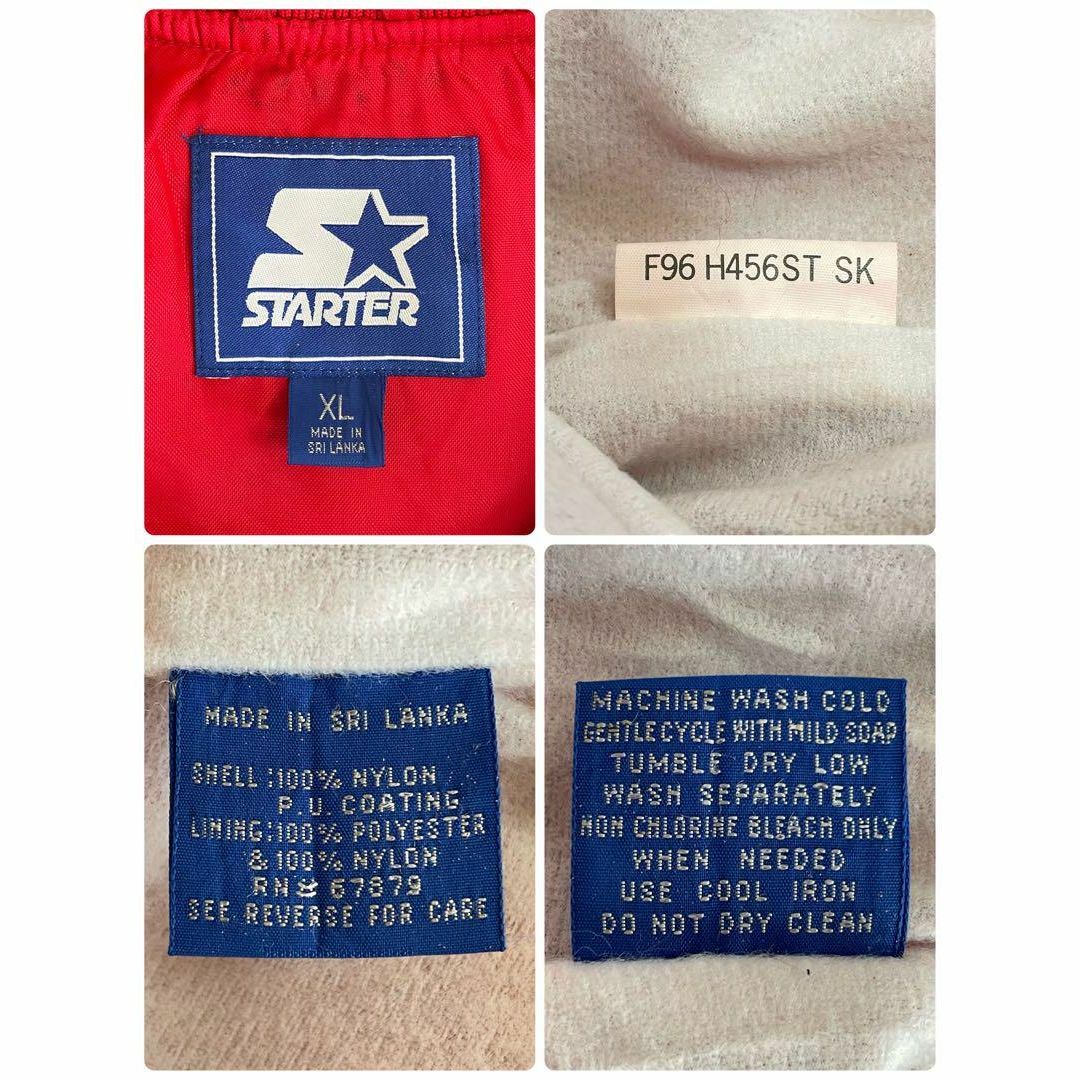 STARTER
XL
MADE IN
SRI LANKA
F96 H456ST SK
MADE IN SRI LANKA
SHELL:100% NYLON
P.U. COATING
LINING:100% POLYESTER
& 100% NYLON
RN# 67879
SEE REVERSE FOR CARE
MACHINE WASH COLD
GENTLE CYCLE WITH MILD SOAP
TUMBLE DRY LOW
WASH SEPARATELY
NON CHLORINE BLEACH ONLY
WHEN NEEDED
USE COOL IRON
DO NOT DRY CLEAN